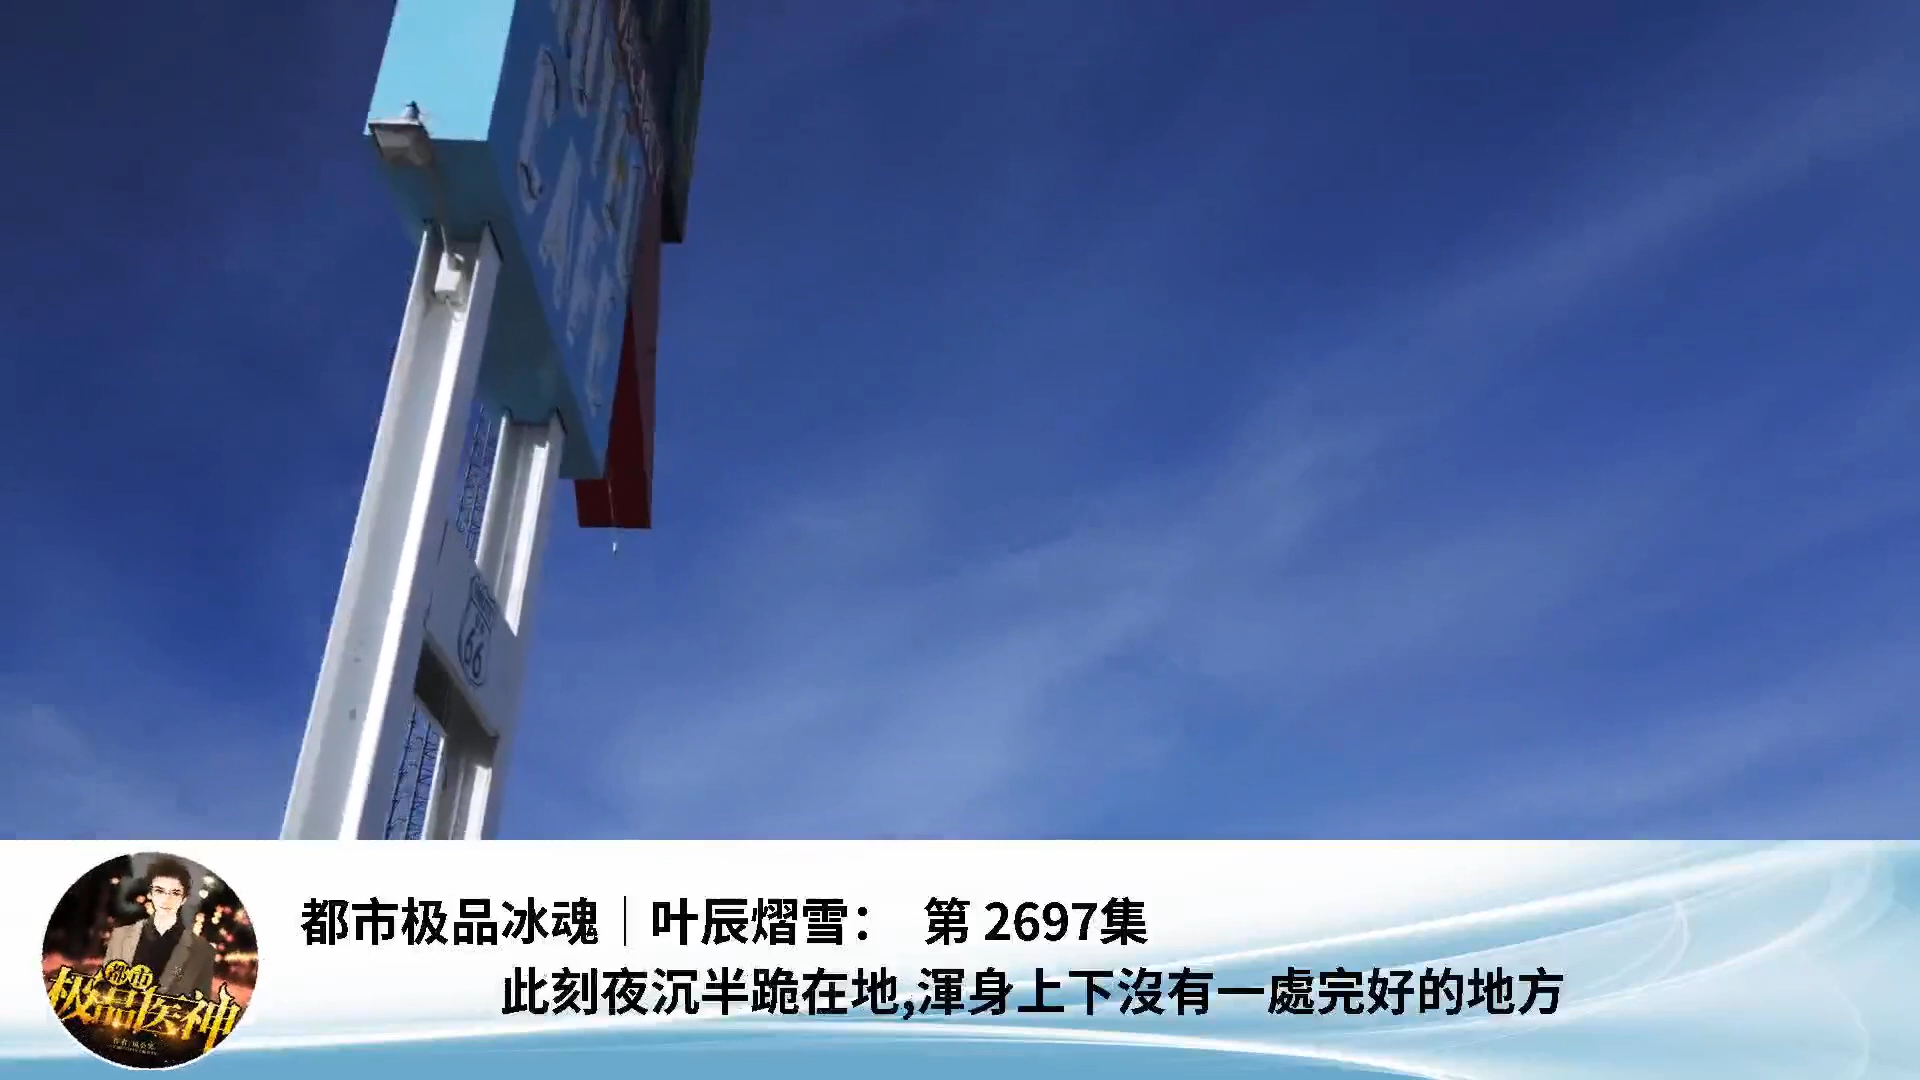 66
都市极品冰魂｜叶辰熠雪： 第 2697集
此刻夜沉半跪在地,渾身上下沒有一處完好的地方
都市
极品医神